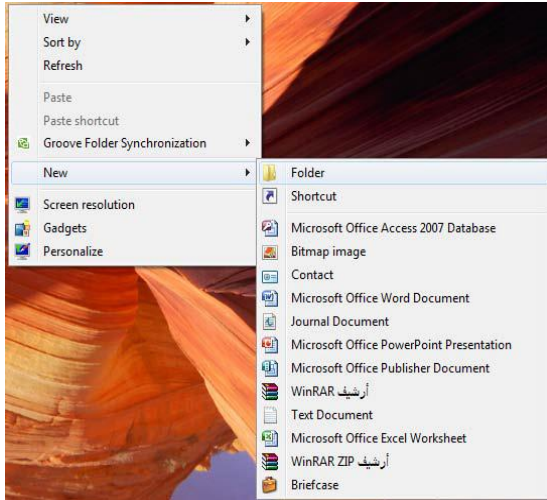 View
Sort by
Refresh
Paste
Paste shortcut
Groove Folder Synchronization
New
Screen resolution
Gadgets
Personalize
Folder
Shortcut
Microsoft Office Access 2007 Database
Bitmap image
Contact
Microsoft Office Word Document
Journal Document
Microsoft Office PowerPoint Presentation
Microsoft Office Publisher Document
أرشيف WinRAR
Text Document
Microsoft Office Excel Worksheet
أرشيف WinRAR ZIP
Briefcase